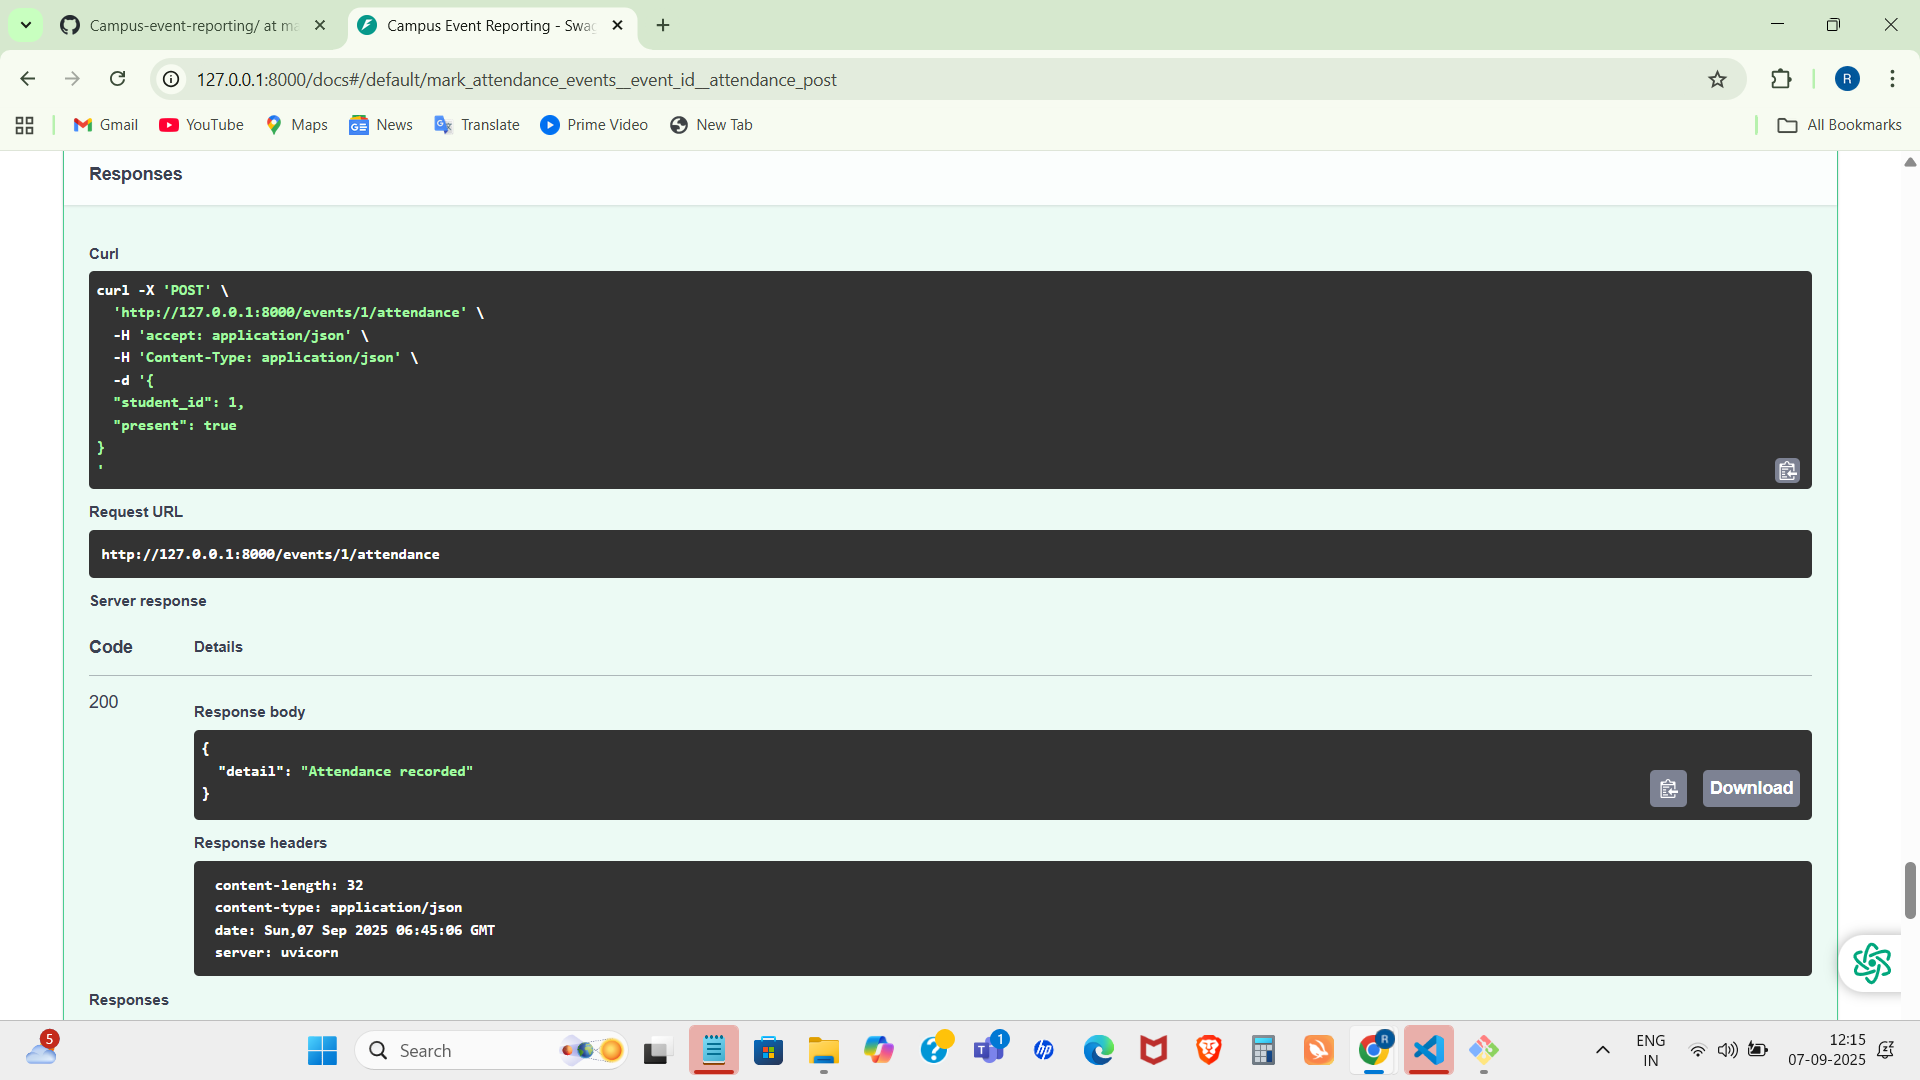 Campus-event-reporting/ at ma
Campus Event Reporting - Swag
127.0.0.1:8000/docs#/default/mark_attendance_events__event_id__attendance_post
R
Gmail
YouTube
Maps
News
Translate
Prime Video
New Tab
All Bookmarks
Responses
Curl
curl -X 'POST' \
'http://127.0.0.1:8000/events/1/attendance' \
-H 'accept: application/json' \
-H 'Content-Type: application/json' \
-d '{
"student_id": 1,
"present": true
}
'
Request URL
http://127.0.0.1:8000/events/1/attendance
Server response
Code Details
200
Response body
{
"detail": "Attendance recorded"
}
Download
Response headers
content-length: 32
content-type: application/json
date: Sun,07 Sep 2025 06:45:06 GMT
server: uvicorn
Responses
5
Search
1
hp
R
ENG
IN
12:15
07-09-2025